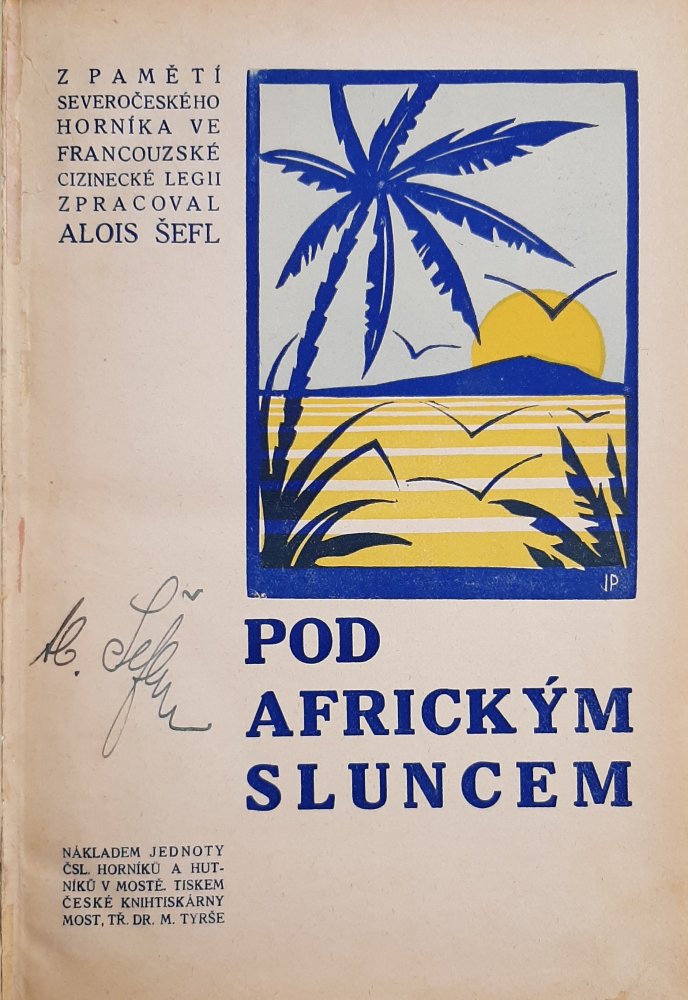 Z PAMĚTÍ
SEVEROČESKÉHO
HORNÍKA VE
FRANCOUZSKÉ
CIZINECKÉ LEGII
ZPRACOVAL
ALOIS ŠEFL
IP
POD
AFRICKÝM
SLUNCEM
NÁKLADEM JEDNOTY
ČSL. HORNÍKŮ A HUT-
NÍKŮ V MOSTĚ. TISKEM
ČESKÉ KNIHTISKÁRNY
MOST, TŘ. DR. M. TYRŠE